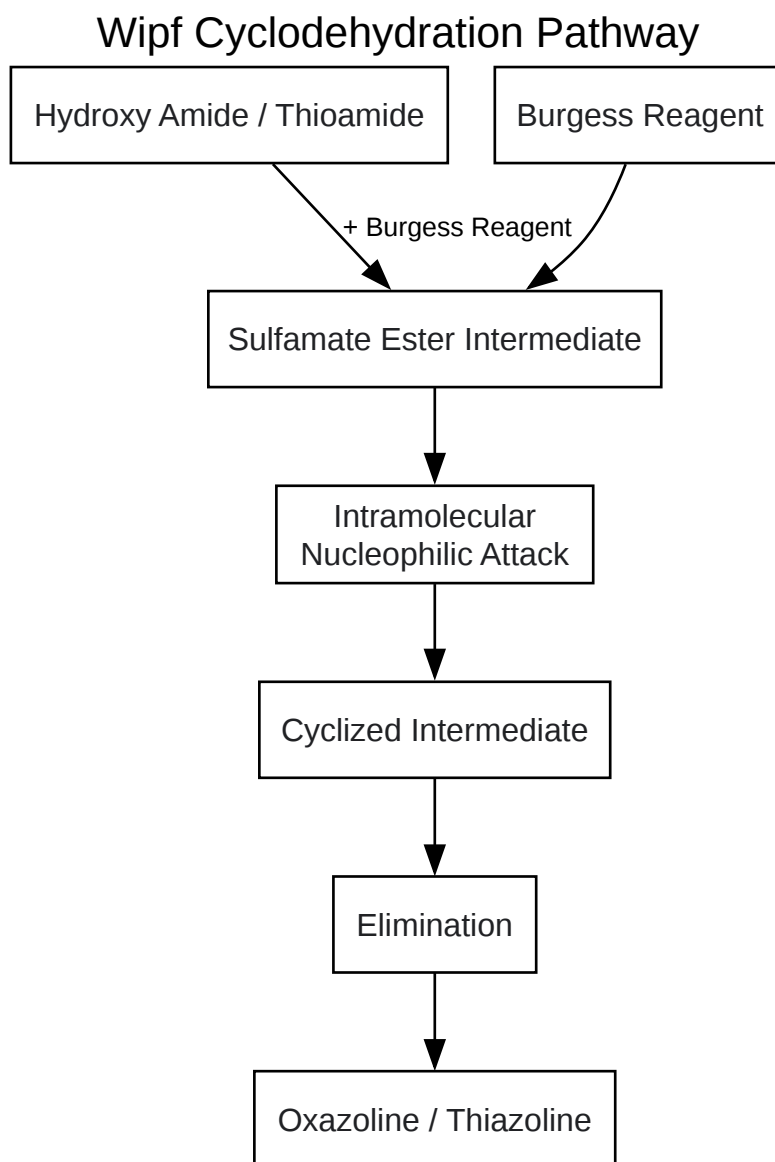 Wipf Cyclodehydration Pathway
Hydroxy Amide / Thioamide
Burgess Reagent
+ Burgess Reagent
Sulfamate Ester Intermediate
Intramolecular
Nucleophilic Attack
Cyclized Intermediate
Elimination
Oxazoline / Thiazoline